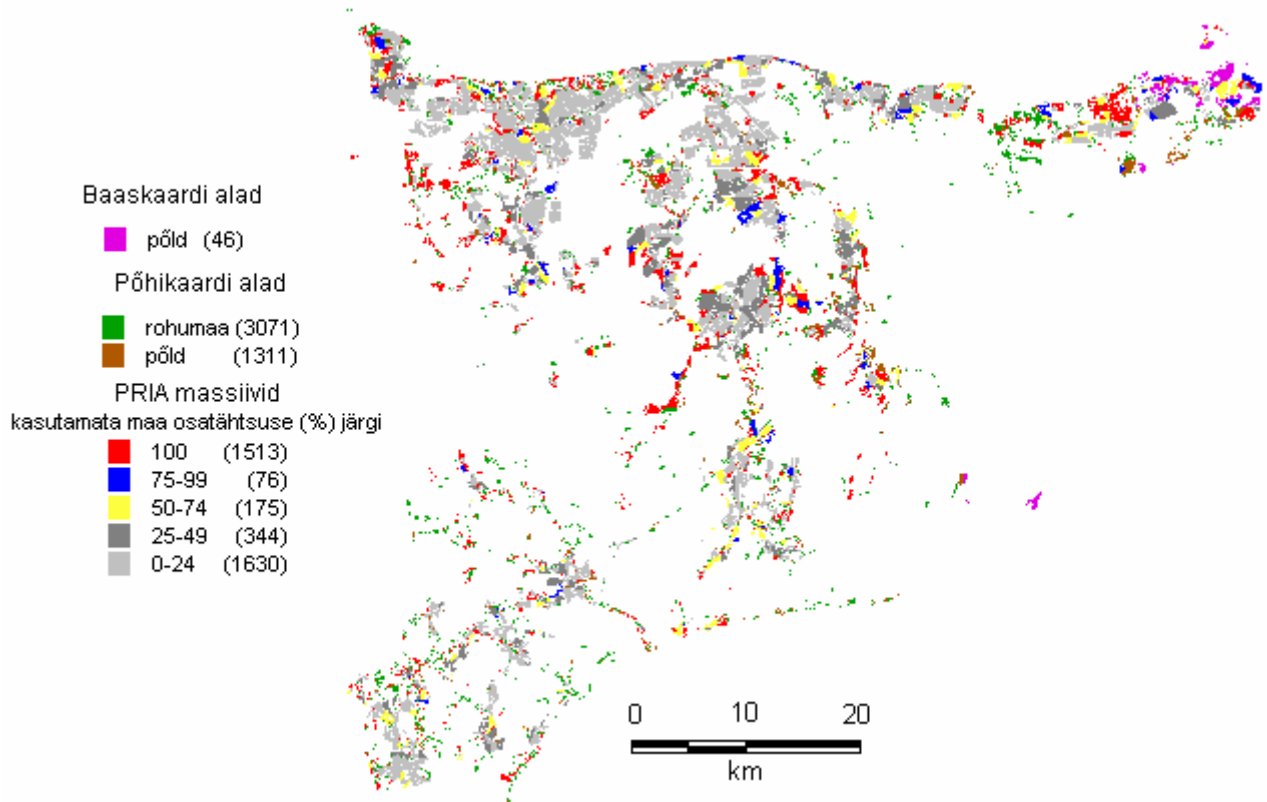 Baaskaardi alad
põld (46)
Põhikaardi alad
rohumaa (3071)
põld (1311)
PRIA massiivid
kasutamata maa osatähtsuse (%) järgi
100 (1513)
75-99 (76)
50-74 (175)
25-49 (344)
0-24 (1630)
0 10 20
km